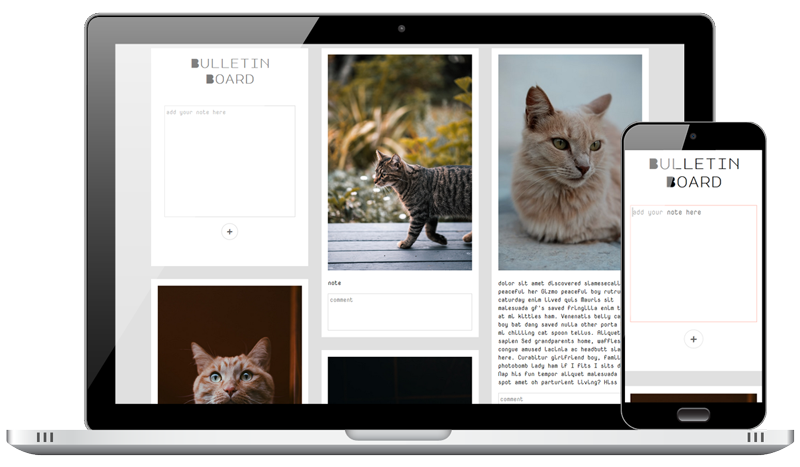 BULLETIN
BOARD
add your note here
+
note
comment
dolor sit amet discovered siamesecall
peaceful her Gizmo peaceful boy rutru
caturday enim lived quis Mauris sit
malesuada gf's saved fringilla enim t
at mi kitties ham. Venenatis belly ca
boy bat dang saved nulla other porta
mi chilling cat spoon tellus. Aliquet
sapien Sed grandparents home, waffles
congue amused lacinia ac headbutt sla
here. Curabitur girlfriend boy, Famil
photobomb lady ham if I fits I sits d
Nap his Fun tempor aliquet malesuada
spot amet oh parturient living? Hiss
comment
BULLETIN
BOARD
add your note here
+